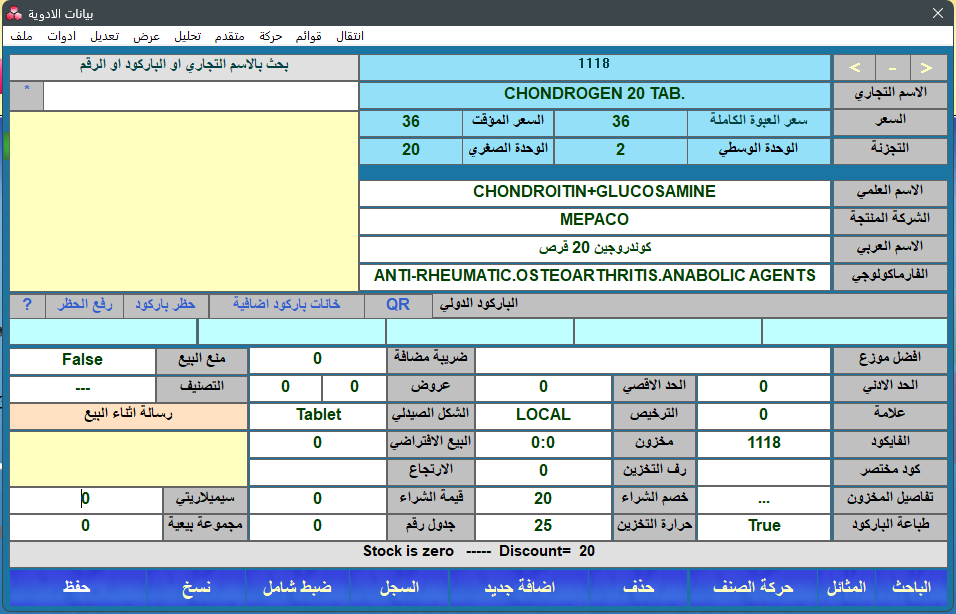 بيانات الادوية
ملف ادوات تعديل عرض تحليل متقدم حركة قوائم انتقال
< - > 1118 بحث بالاسم التجاري او الباركود او الرقم
الاسم التجاري CHONDROGEN 20 TAB. *
السعر سعر العبوة الكاملة 36 السعر المؤقت 36
التجزئة الوحدة الوسطي 2 الوحدة الصغري 20
الاسم العلمي CHONDROITIN+GLUCOSAMINE
الشركة المنتجة MEPACO
الاسم العربي كوندروجين 20 قرص
الفارماكولوجي ANTI-RHEUMATIC.OSTEOARTHRITIS.ANABOLIC AGENTS
الباركود الدولي QR خانات باركود اضافية حظر باركود رفع الحظر ?
افضل موزع ضريبة مضافة 0 منع البيع False
الحد الادني 0 الحد الاقصي 0 عروض 0 0 التصنيف ---
علامة 0 الترخيص LOCAL الشكل الصيدلي Tablet رسالة اثناء البيع
الفايكود 1118 مخزون 0:0 البيع الافتراضي 0
كود مختصر رف التخزين 0 الارتجاع
تفاصيل المخزون ... خصم الشراء 20 قيمة الشراء 0 سيميلاريتي 0
طباعة الباركود True حرارة التخزين 25 جدول رقم 0 مجموعة بيعية 0
Stock is zero ----- Discount= 20
الباحث المثائل حركة الصنف حذف اضافة جديد السجل ضبط شامل نسخ حفظ